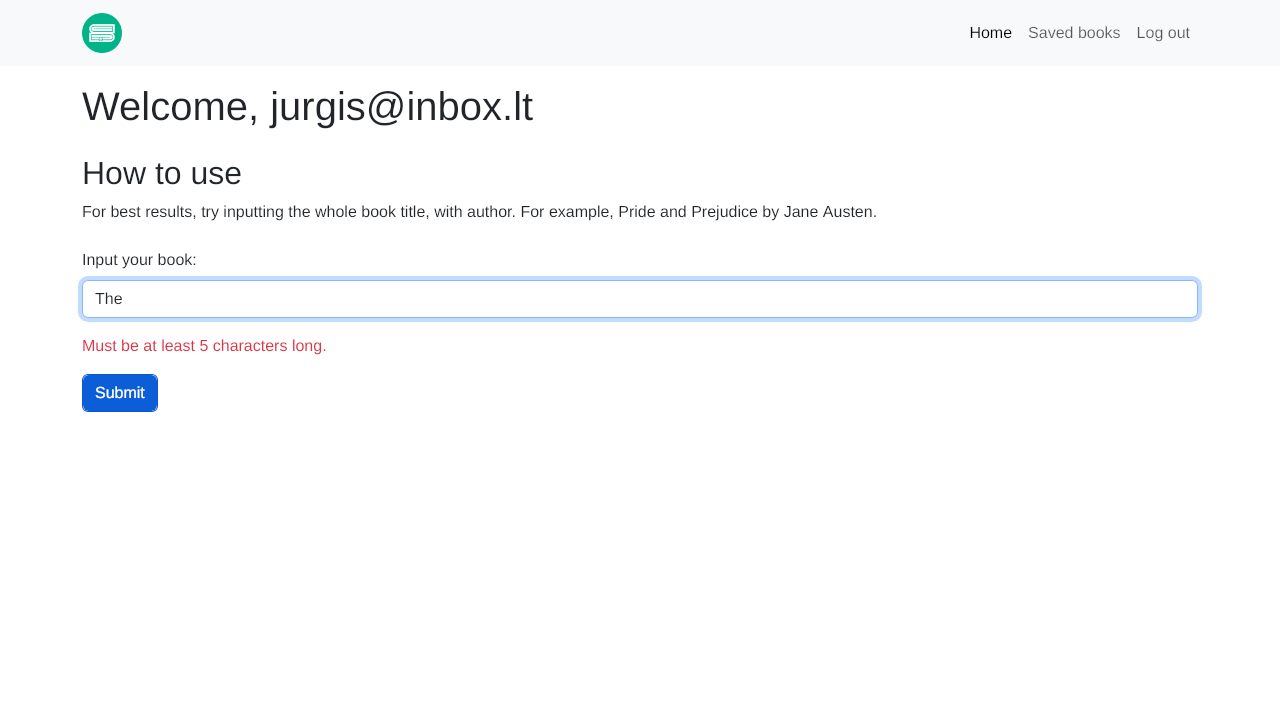 Home Saved books Log out
Welcome, jurgis@inbox.lt
How to use
For best results, try inputting the whole book title, with author. For example, Pride and Prejudice by Jane Austen.
Input your book:
The
Must be at least 5 characters long.
Submit